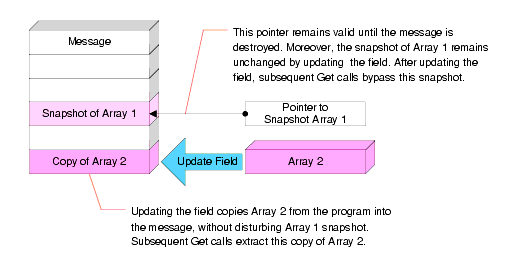 This pointer remains valid until the message is
destroyed. Moreover, the snapshot of Array 1 remains
unchanged by updating the field. After updating the
field, subsequent Get calls bypass this snapshot.
Message
Snapshot of Array 1
Pointer to
Snapshot Array 1
Copy of Array 2
Update Field
Array 2
Updating the field copies Array 2 from the program into
the message, without disturbing Array 1 snapshot.
Subsequent Get calls extract this copy of Array 2.